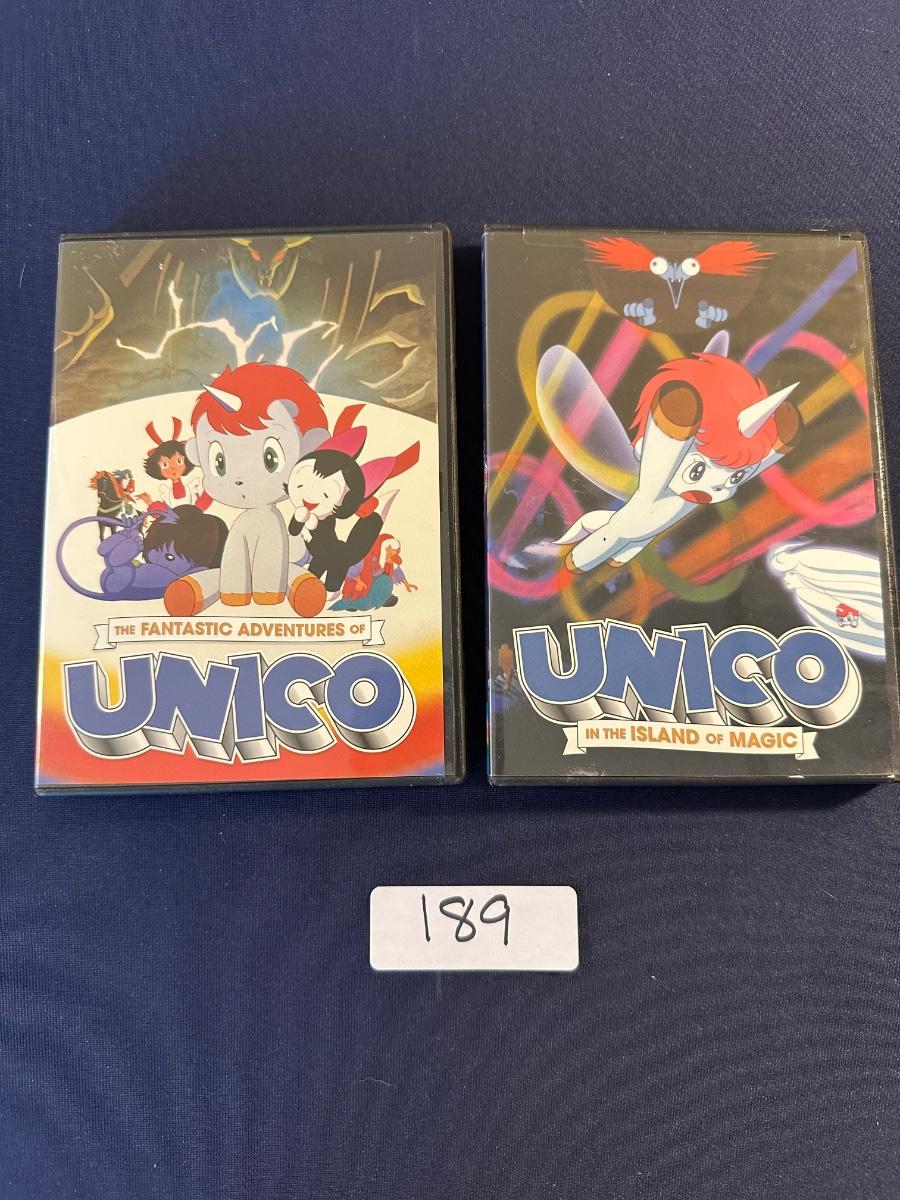 THE FANTASTIC ADVENTURES OF
UNICO
UNICO
IN THE ISLAND OF MAGIC
189